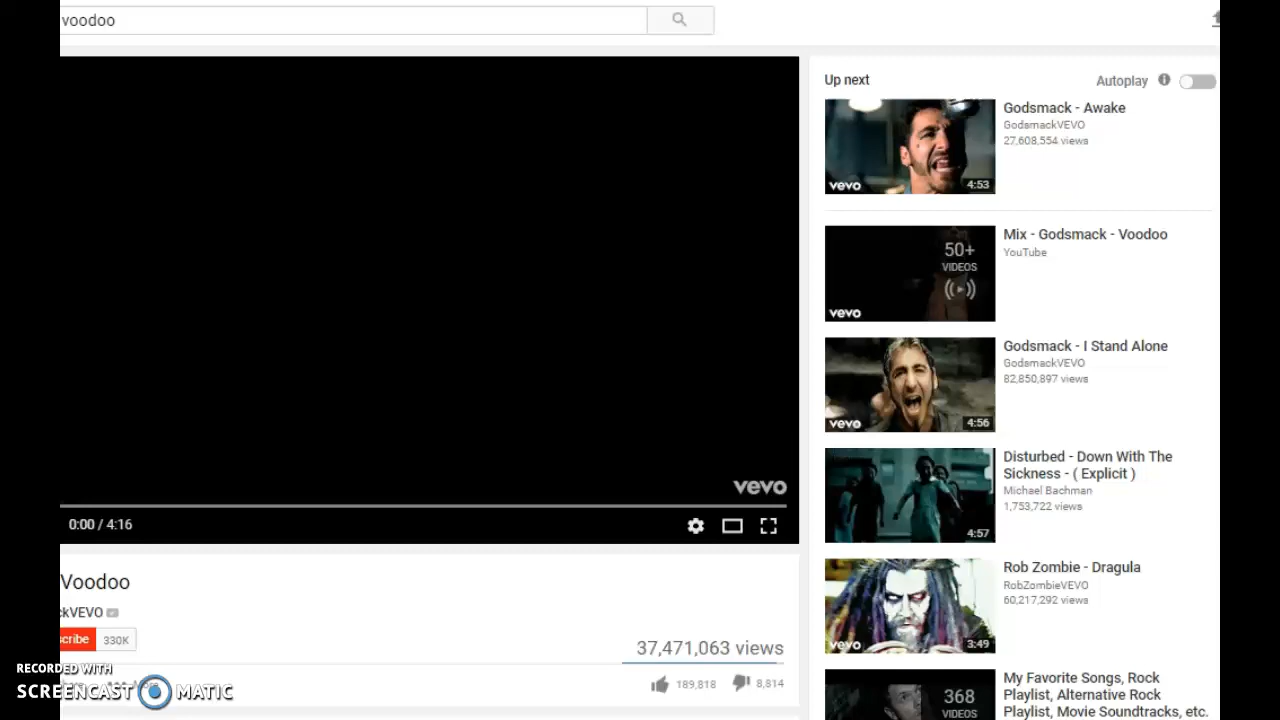 voodoo
Up next
Autoplay
Godsmack - Awake
GodsmackVEVO
27,608,554 views
vevo
4:53
Mix - Godsmack - Voodoo
YouTube
50+
VIDEOS
vevo
Godsmack - I Stand Alone
GodsmackVEVO
82,850,897 views
vevo
4:56
Disturbed - Down With The
Sickness - ( Explicit )
Michael Bachman
1,753,722 views
4:57
Rob Zombie - Dragula
RobZombieVEVO
60,217,292 views
vevo
3:49
My Favorite Songs, Rock
Playlist, Alternative Rock
Playlist, Movie Soundtracks, etc.
368
VIDEOS
vevo
0:00 / 4:16
Voodoo
ckVEVO
scribe 330K
37,471,063 views
189,818 8,814
RECORDED WITH
SCREENCAST MATIC